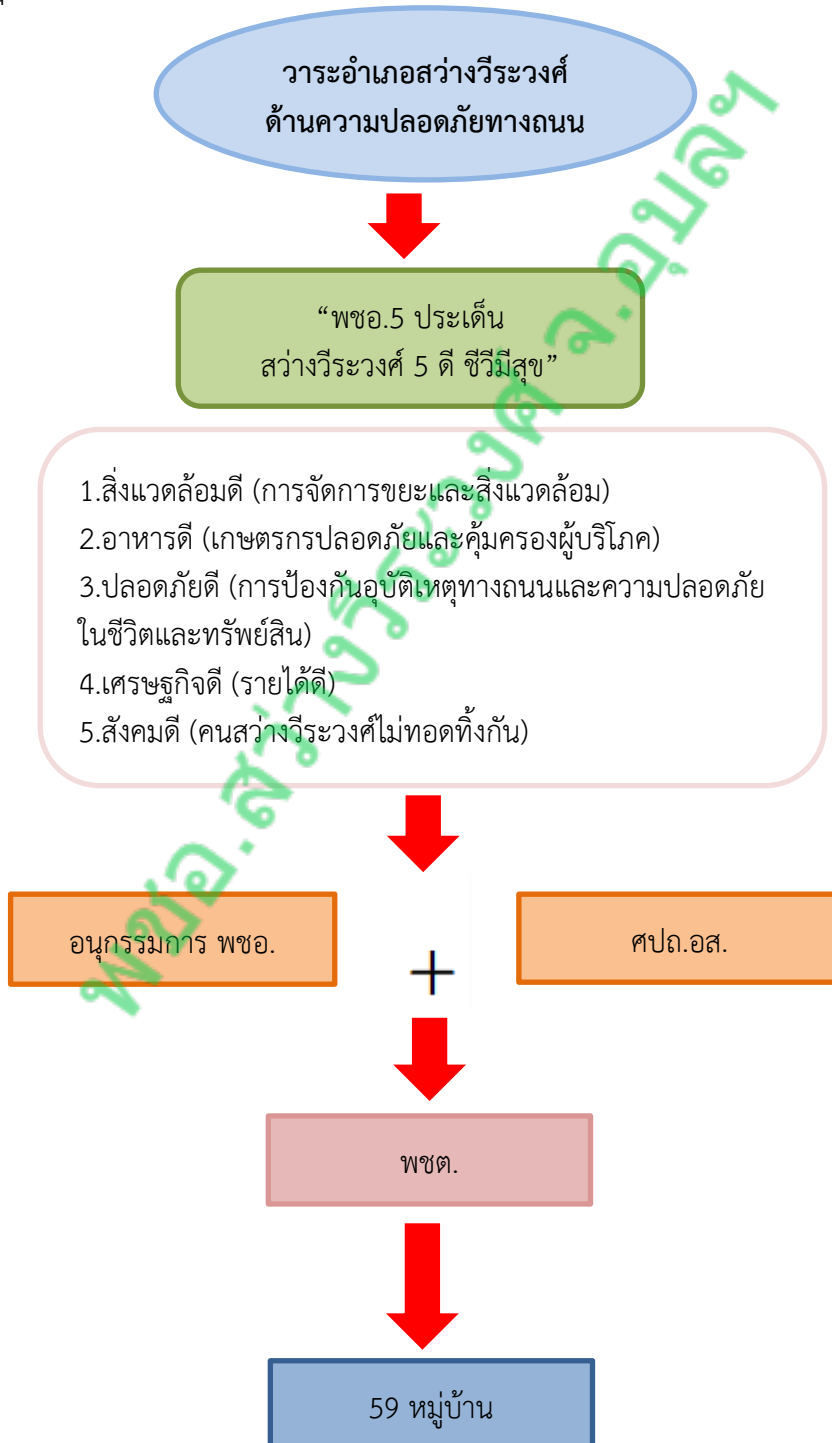 วาระอำเภอสว่างวีระวงศ์
ด้านความปลอดภัยทางถนน
“พชอ.5 ประเด็น
สว่างวีระวงศ์ 5 ดี ชีวีมีสุข”
1.สิ่งแวดล้อมดี (การจัดการขยะและสิ่งแวดล้อม)
2.อาหารดี (เกษตรกรปลอดภัยและคุ้มครองผู้บริโภค)
3.ปลอดภัยดี (การป้องกันอุบัติเหตุทางถนนและความปลอดภัย
ในชีวิตและทรัพย์สิน)
4.เศรษฐกิจดี (รายได้ดี)
5.สังคมดี (คนสว่างวีระวงศ์ไม่ทอดทิ้งกัน)
อนุกรรมการ พชอ.
+
ศปถ.อส.
พชต.
59 หมู่บ้าน
พชอ.สว่างวีระวงศ์ จ.อุบลฯ